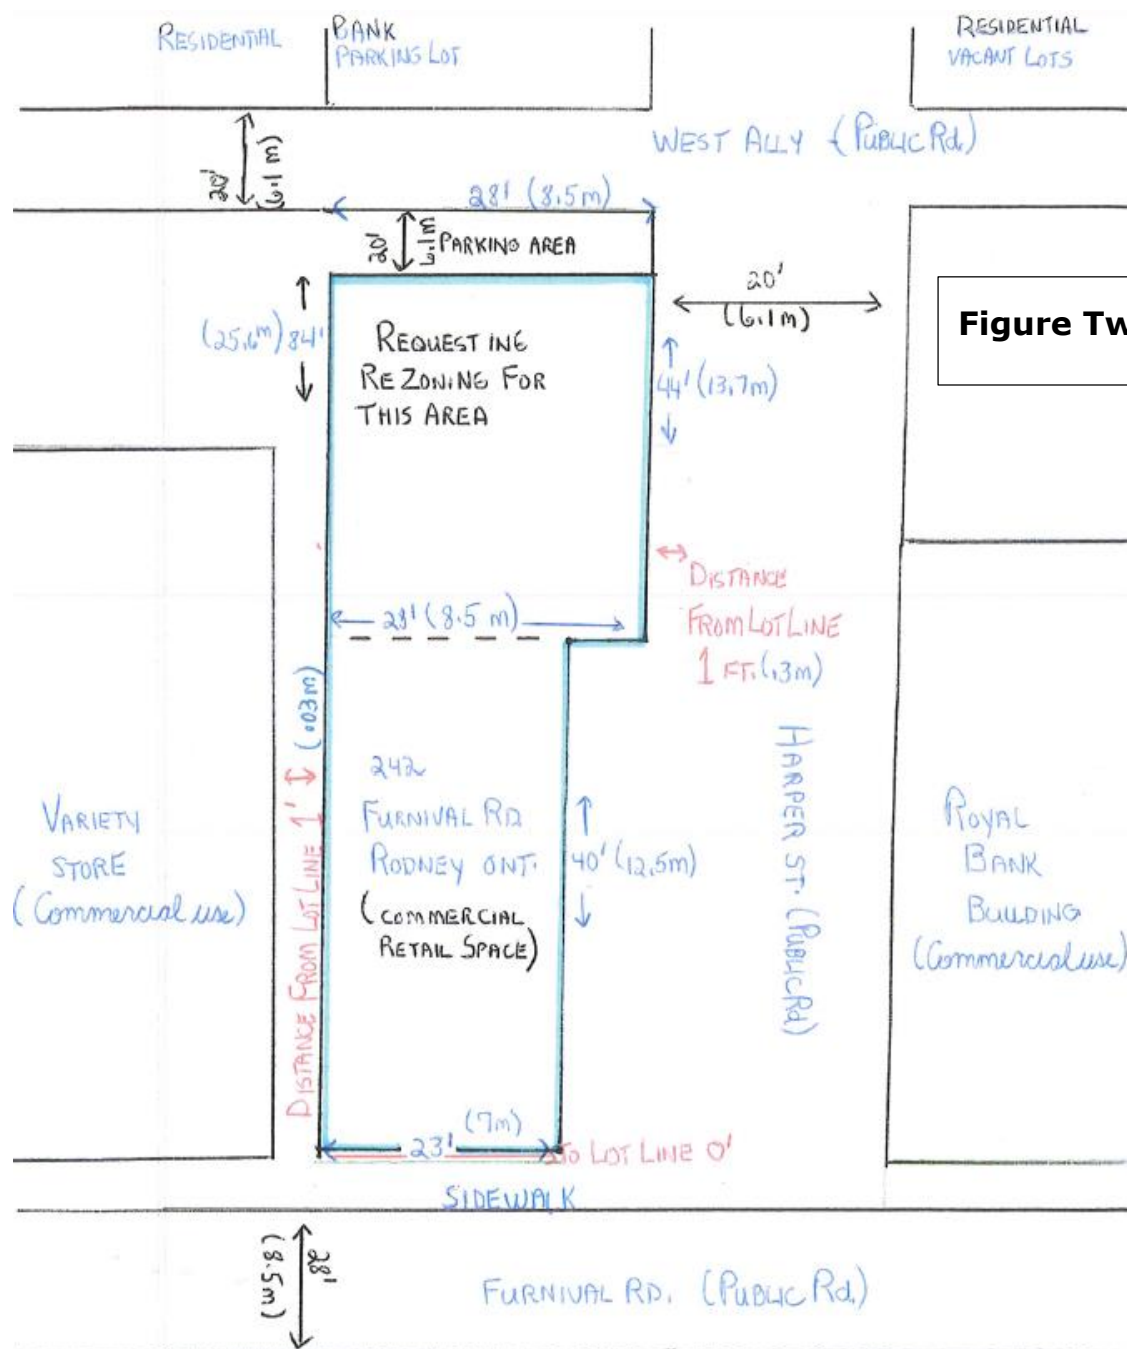 RESIDENTIAL
BANK
PARKING LOT
RESIDENTIAL
VACANT LOTS
WEST ALLY (PUBLIC Rd.)
20'
(6.1 m)
28' (8.5m)
20'
6.1m
PARKING AREA
20'
(6.1m)
Figure Tw
(25.6m) 84'
REQUESTING
RE ZONING FOR
THIS AREA
44' (13.7m)
DISTANCE
FROM LOT LINE
1 FT. (.3m)
28' (8.5 m)
DISTANCE FROM LOT LINE 1' (.03m)
242
FURNIVAL RD
RODNEY ONT.
(COMMERCIAL
RETAIL SPACE)
40' (12.5m)
HARPER ST. (PUBLIC Rd)
VARIETY
STORE
(Commercial use)
ROYAL
BANK
BUILDING
(Commercial use)
(7m)
23'
TO LOT LINE 0'
SIDEWALK
28'
(8.5m)
FURNIVAL RD. (PUBLIC Rd.)